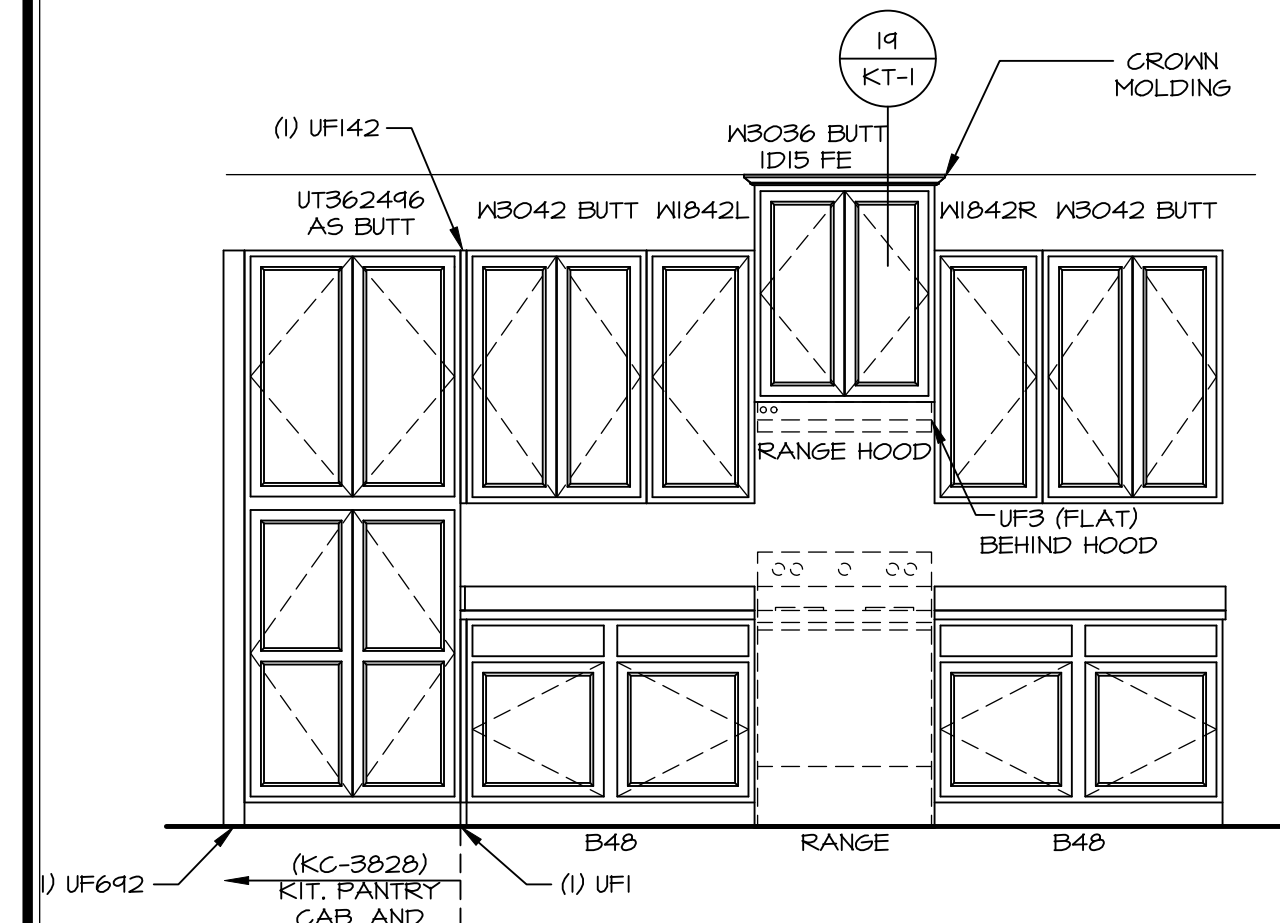 19
KT-1
CROWN
MOLDING
(1) UF142
W3036 BUTT
1D15 FE
UT362496
AS BUTT
W3042 BUTT
W1842L
W1842R
W3042 BUTT
RANGE HOOD
UF3 (FLAT)
BEHIND HOOD
B48
RANGE
B48
1) UF692
(KC-3828)
KIT. PANTRY
CAB. AND
(1) UF1